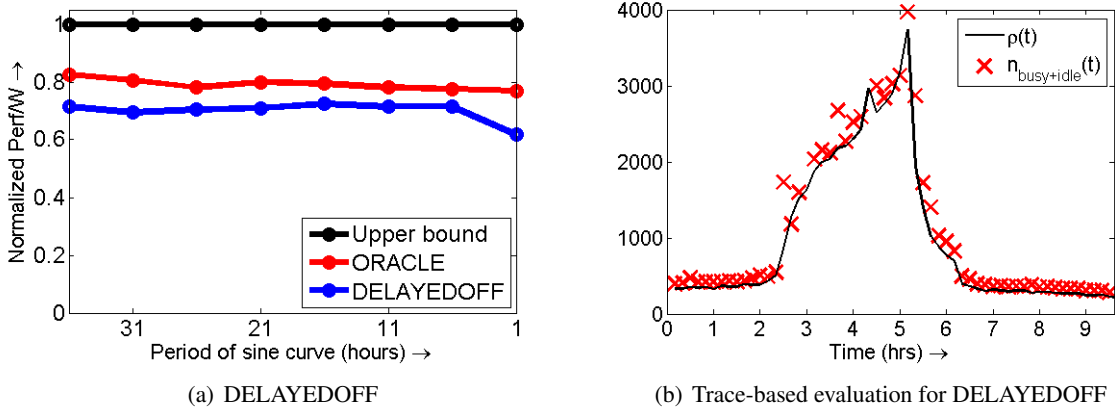 Normalized Perf/W →
1
0.8
0.6
0.4
0.2
0
31
21
11
1
Period of sine curve (hours) →
Upper bound
ORACLE
DELAYEDOFF
(a) DELAYEDOFF
4000
3000
2000
1000
0
0 1 2 3 4 5 6 7 8 9
Time (hrs) →
ρ(t)
n_busy+idle(t)
(b) Trace-based evaluation for DELAYEDOFF